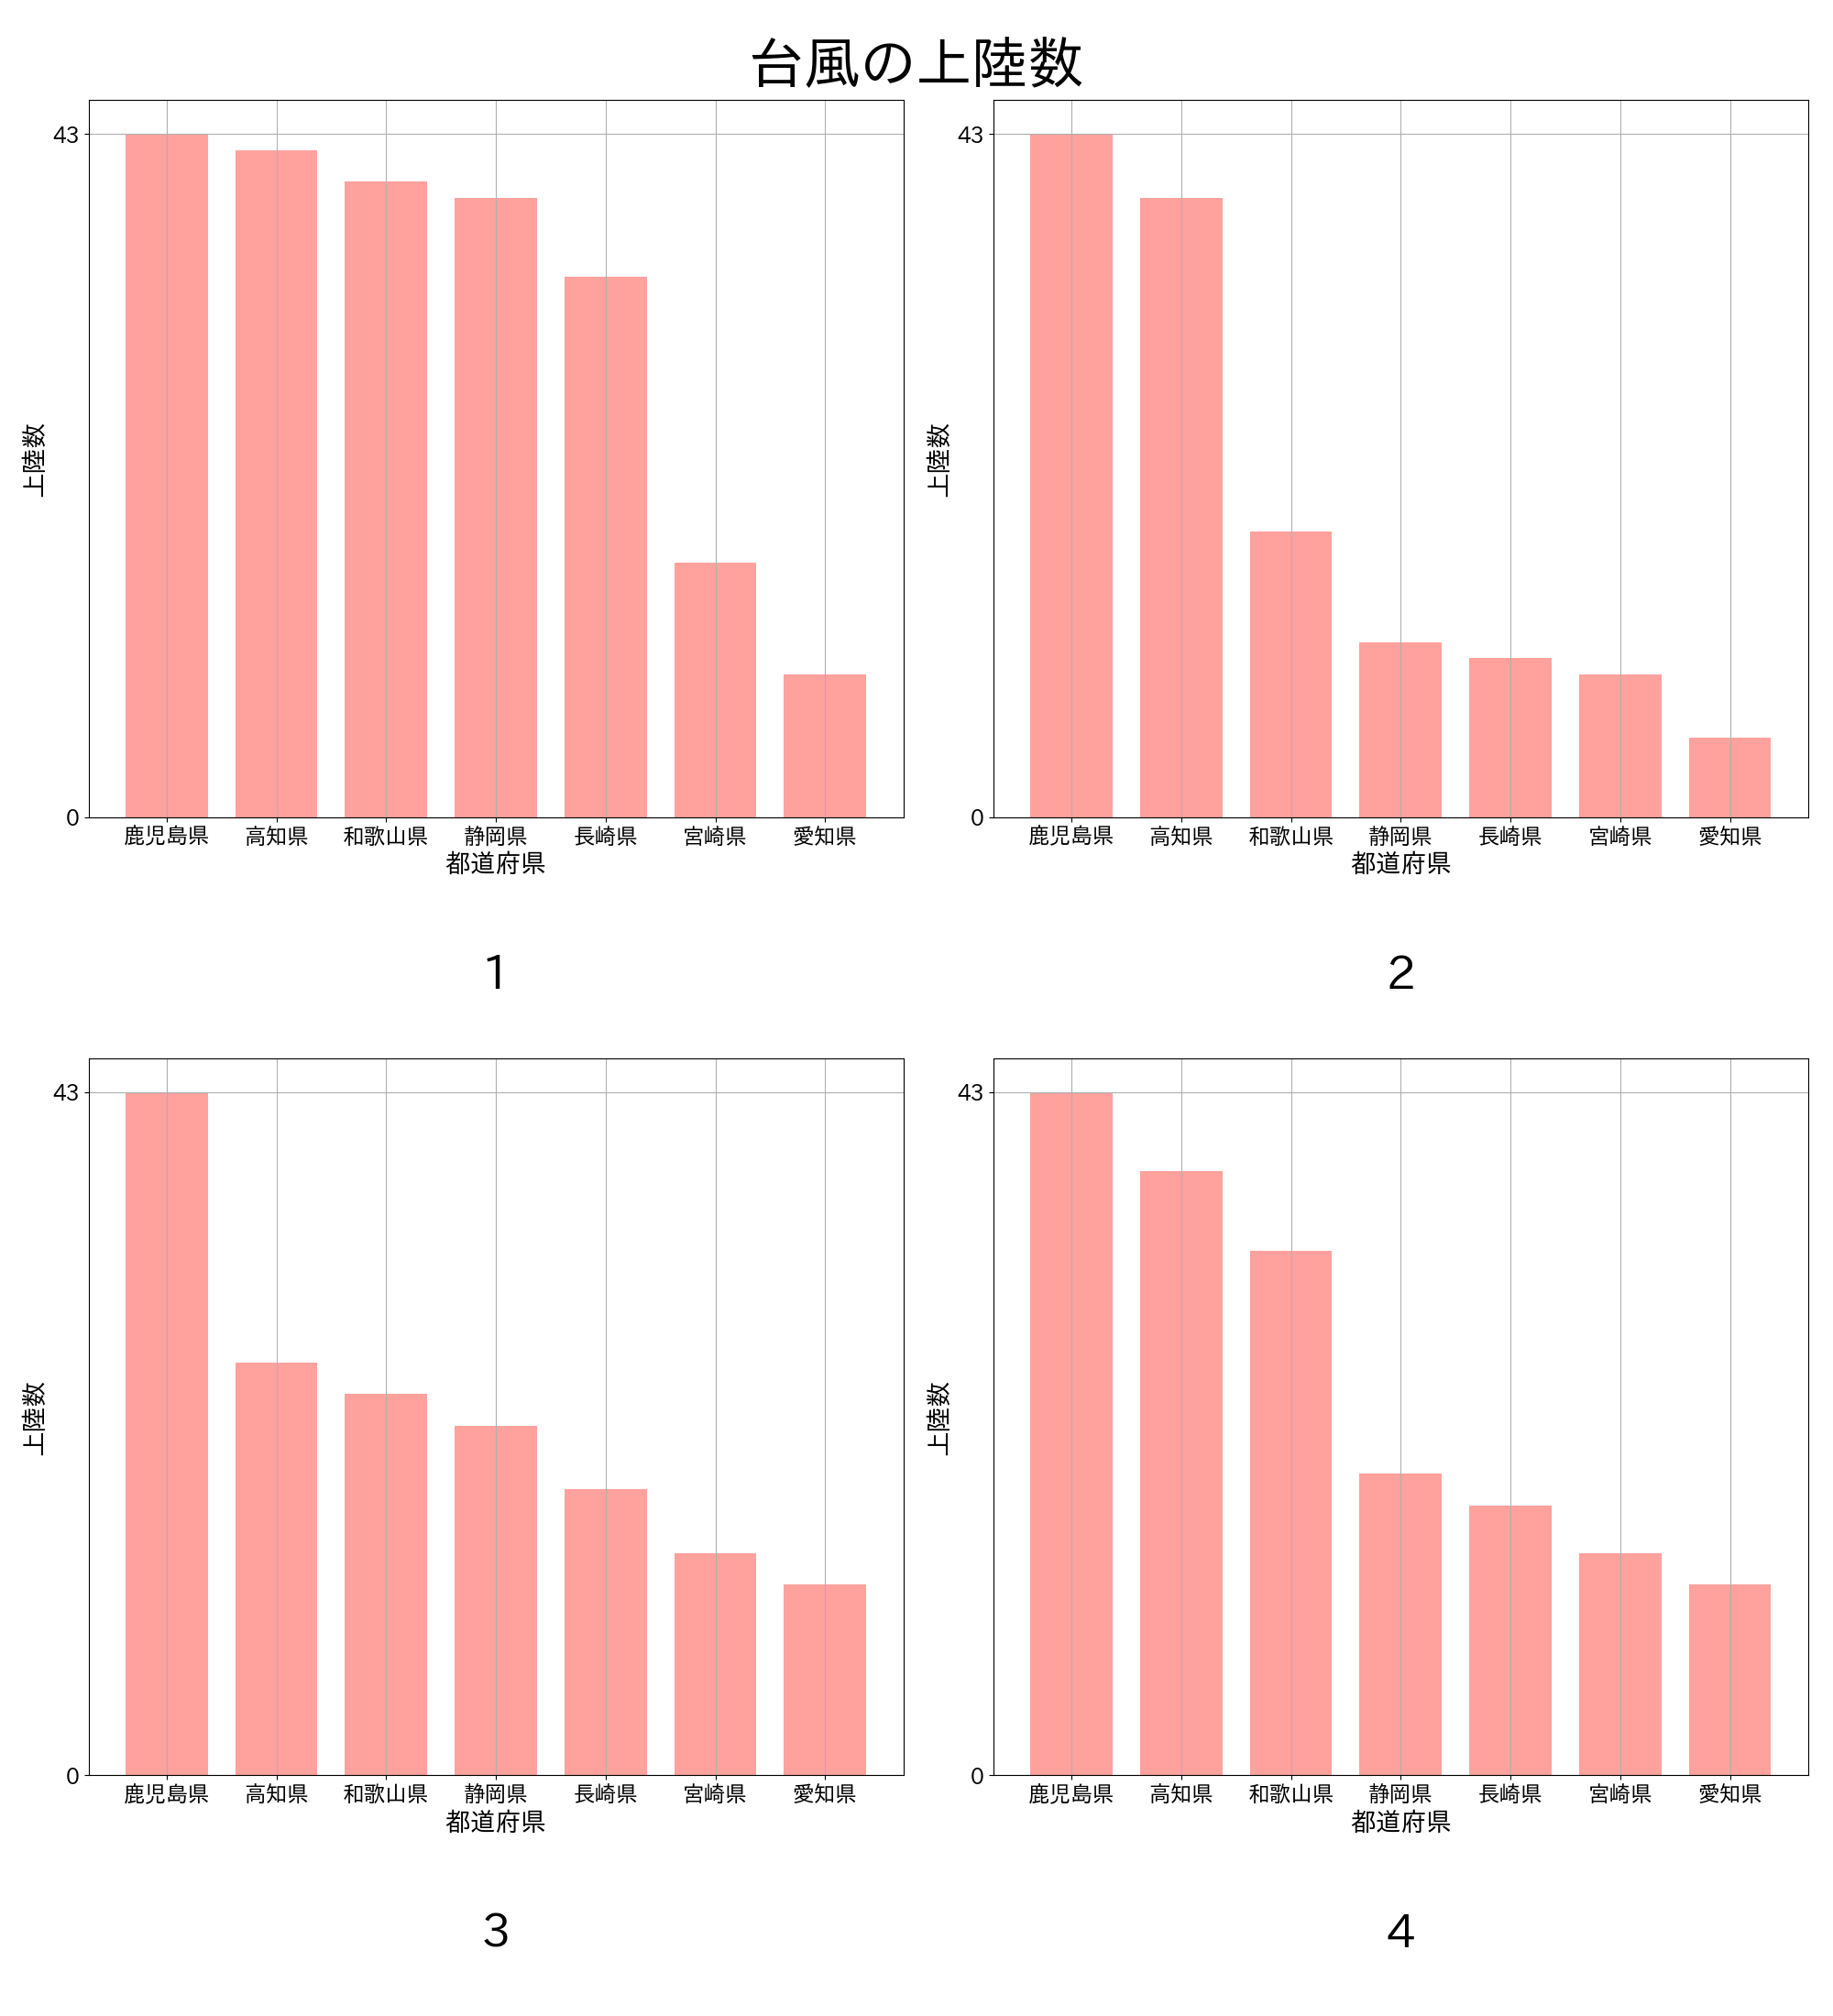 台風の上陸数
43
0
上陸数
鹿児島県 高知県 和歌山県 静岡県 長崎県 宮崎県 愛知県
都道府県
1
43
0
上陸数
鹿児島県 高知県 和歌山県 静岡県 長崎県 宮崎県 愛知県
都道府県
2
43
0
上陸数
鹿児島県 高知県 和歌山県 静岡県 長崎県 宮崎県 愛知県
都道府県
3
43
0
上陸数
鹿児島県 高知県 和歌山県 静岡県 長崎県 宮崎県 愛知県
都道府県
4